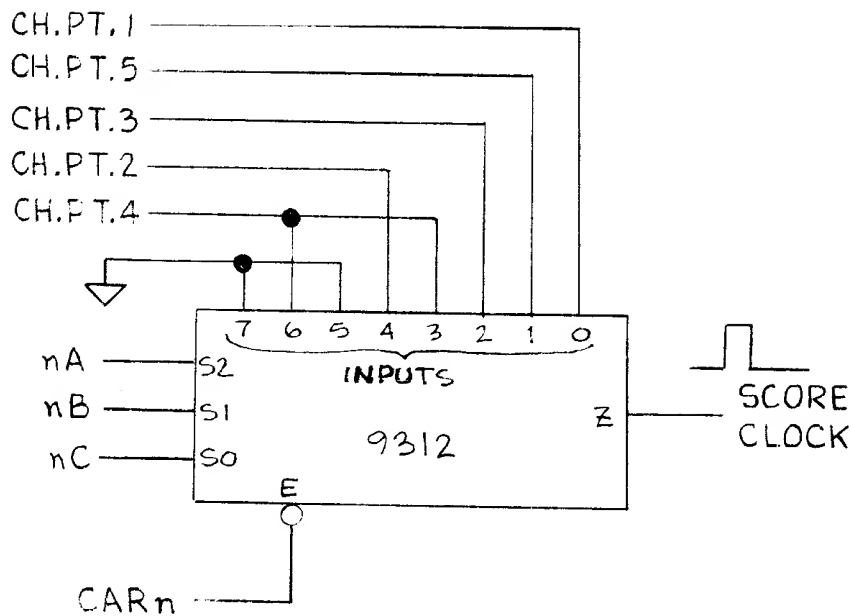 CH.PT.1
CH.PT.5
CH.PT.3
CH.PT.2
CH.PT.4
7 6 5 4 3 2 1 0
INPUTS
nA S2
nB S1
nC S0
9312
E
Z
SCORE
CLOCK
CARn